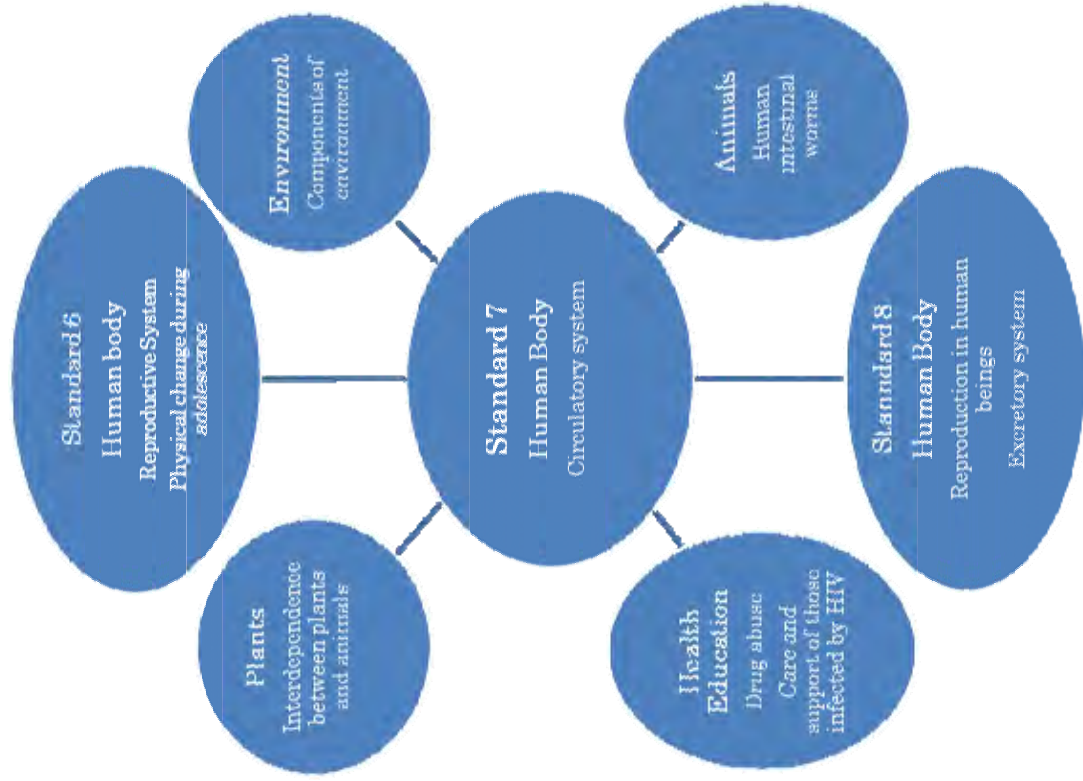 Standard 6
Human body
Reproductive System
Physical change during
adolescence
Plants
Interdependence
between plants
and animals
Environment
Components of
environment
Standard 7
Human Body
Circulatory system
Health
Education
Drug abuse
Care and
support of those
infected by HIV
Animals
Human
intestinal
worms
Stanndard 8
Human Body
Reproduction in human
beings
Excretory system